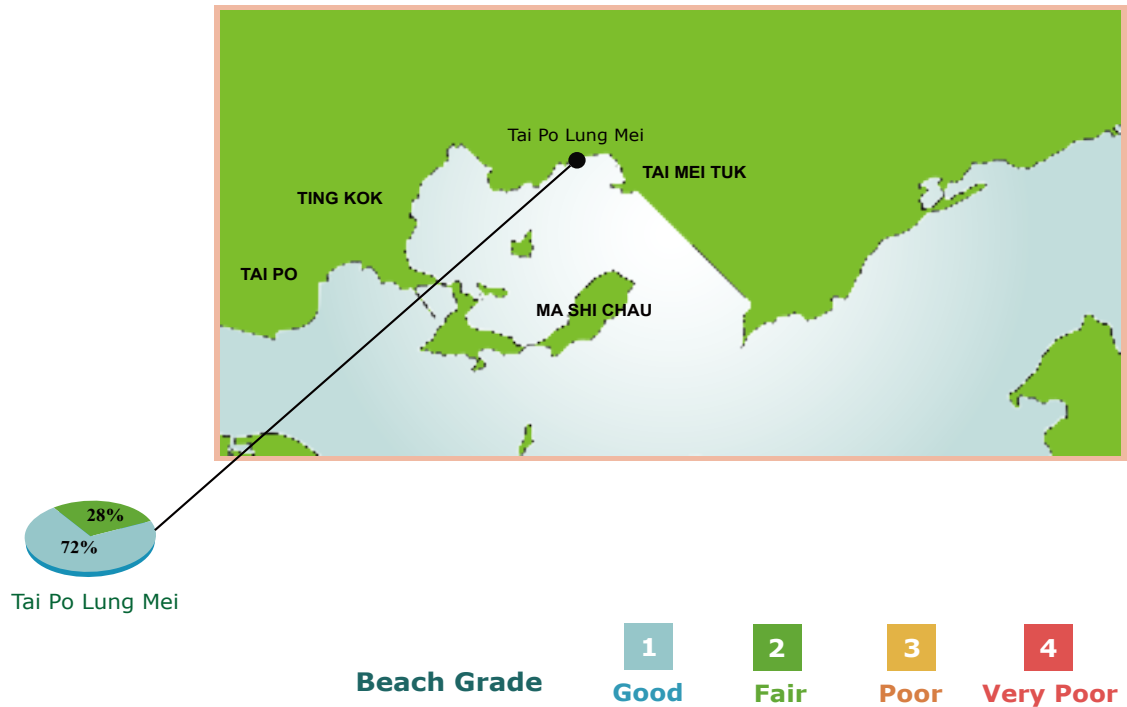 Tai Po Lung Mei
TAI MEI TUK
TING KOK
TAI PO
MA SHI CHAU
28%
72%
Tai Po Lung Mei
Beach Grade
1
Good
2
Fair
3
Poor
4
Very Poor